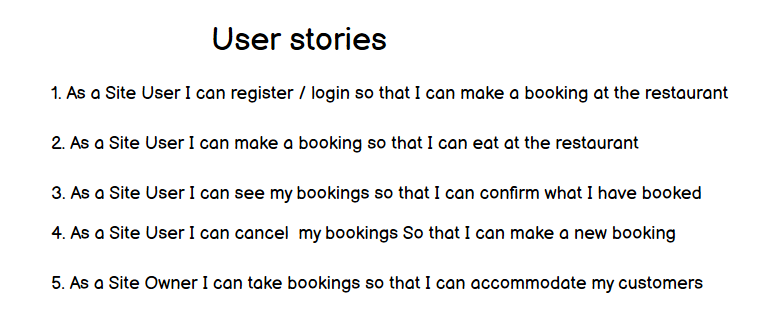 User stories
1. As a Site User I can register / login so that I can make a booking at the restaurant
2. As a Site User I can make a booking so that I can eat at the restaurant
3. As a Site User I can see my bookings so that I can confirm what I have booked
4. As a Site User I can cancel  my bookings So that I can make a new booking
5. As a Site Owner I can take bookings so that I can accommodate my customers